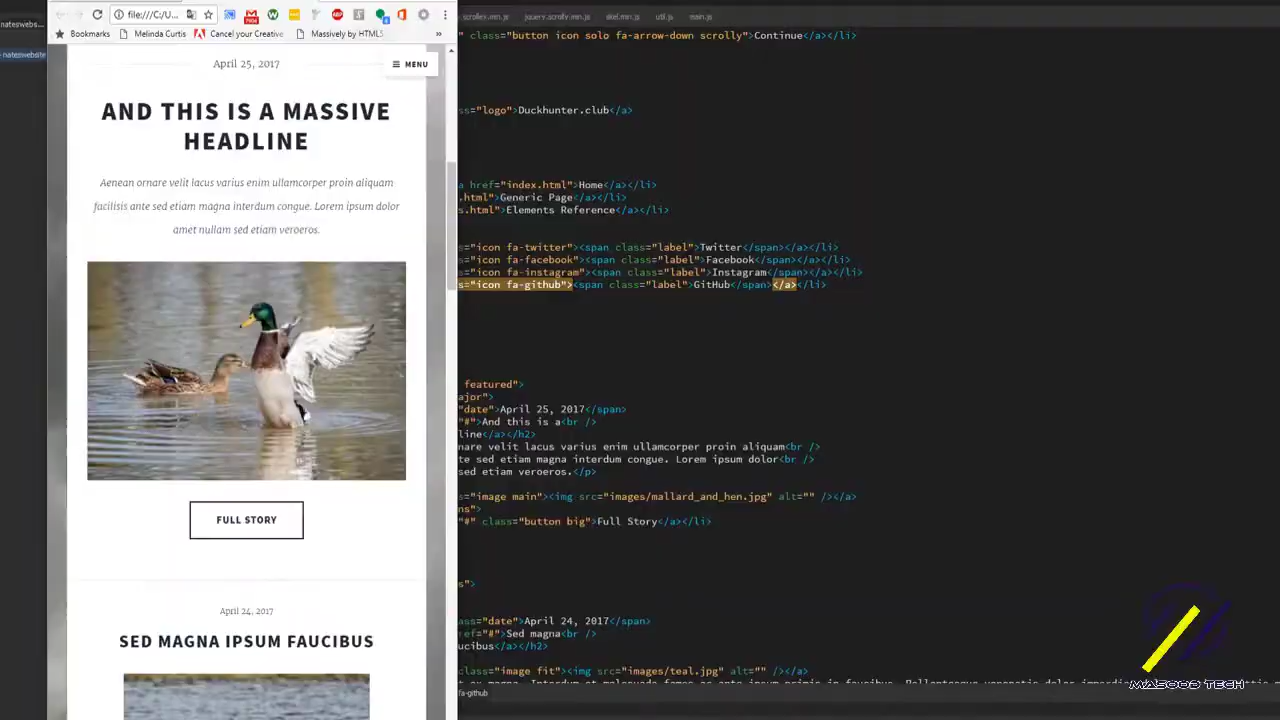 nateswebs...
nateswebsite
file:///C:/U...
7504
Bookmarks
Melinda Curtis
Cancel your Creative
Massively by HTML5
»
April 25, 2017
MENU
AND THIS IS A MASSIVE
HEADLINE
Aenean ornare velit lacus varius enim ullamcorper proin aliquam
facilisis ante sed etiam magna interdum congue. Lorem ipsum dolor
amet nullam sed etiam veroeros.
FULL STORY
April 24, 2017
SED MAGNA IPSUM FAUCIBUS
.scrollex.min.js
jquery.scrolly.min.js
skel.min.js
util.js
main.js
" class="button icon solo fa-arrow-down scrolly">Continue</a></li>
ss="logo">Duckhunter.club</a>
a href="index.html">Home</a></li>
.html">Generic Page</a></li>
s.html">Elements Reference</a></li>
s="icon fa-twitter"><span class="label">Twitter</span></a></li>
s="icon fa-facebook"><span class="label">Facebook</span></a></li>
s="icon fa-instagram"><span class="label">Instagram</span></a></li>
s="icon fa-github"><span class="label">GitHub</span></a></li>
featured">
ajor">
"date">April 25, 2017</span>
"#">And this is a<br />
line</a></h2>
rnare velit lacus varius enim ullamcorper proin aliquam<br />
te sed etiam magna interdum congue. Lorem ipsum dolor<br />
sed etiam veroeros.</p>
s="image main"><img src="images/mallard_and_hen.jpg" alt="" /></a>
ns">
"#" class="button big">Full Story</a></li>
s">
lass="date">April 24, 2017</span>
ref="#">Sed magna<br />
ucibus</a></h2>
class="image fit"><img src="images/teal.jpg" alt="" /></a>
fa-github